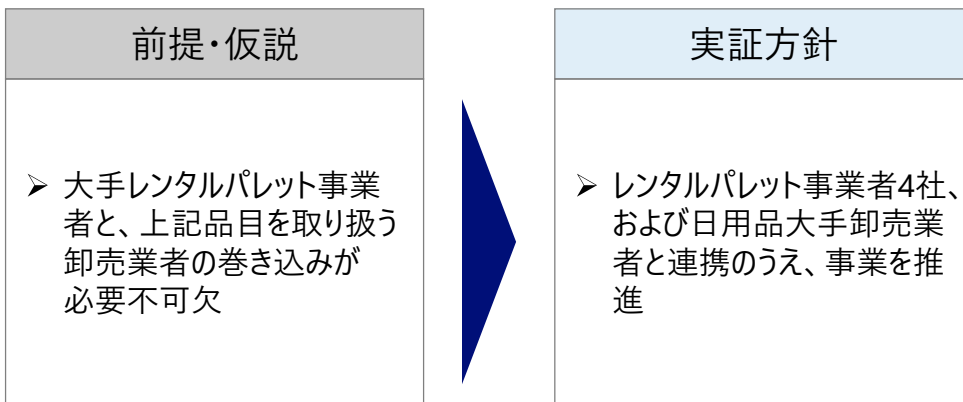 前提・仮説
➢ 大手レンタルパレット事業
者と、上記品目を取り扱う
卸売業者の巻き込みが
必要不可欠
実証方針
➢ レンタルパレット事業者4社、
および日用品大手卸売業
者と連携のうえ、事業を推
進